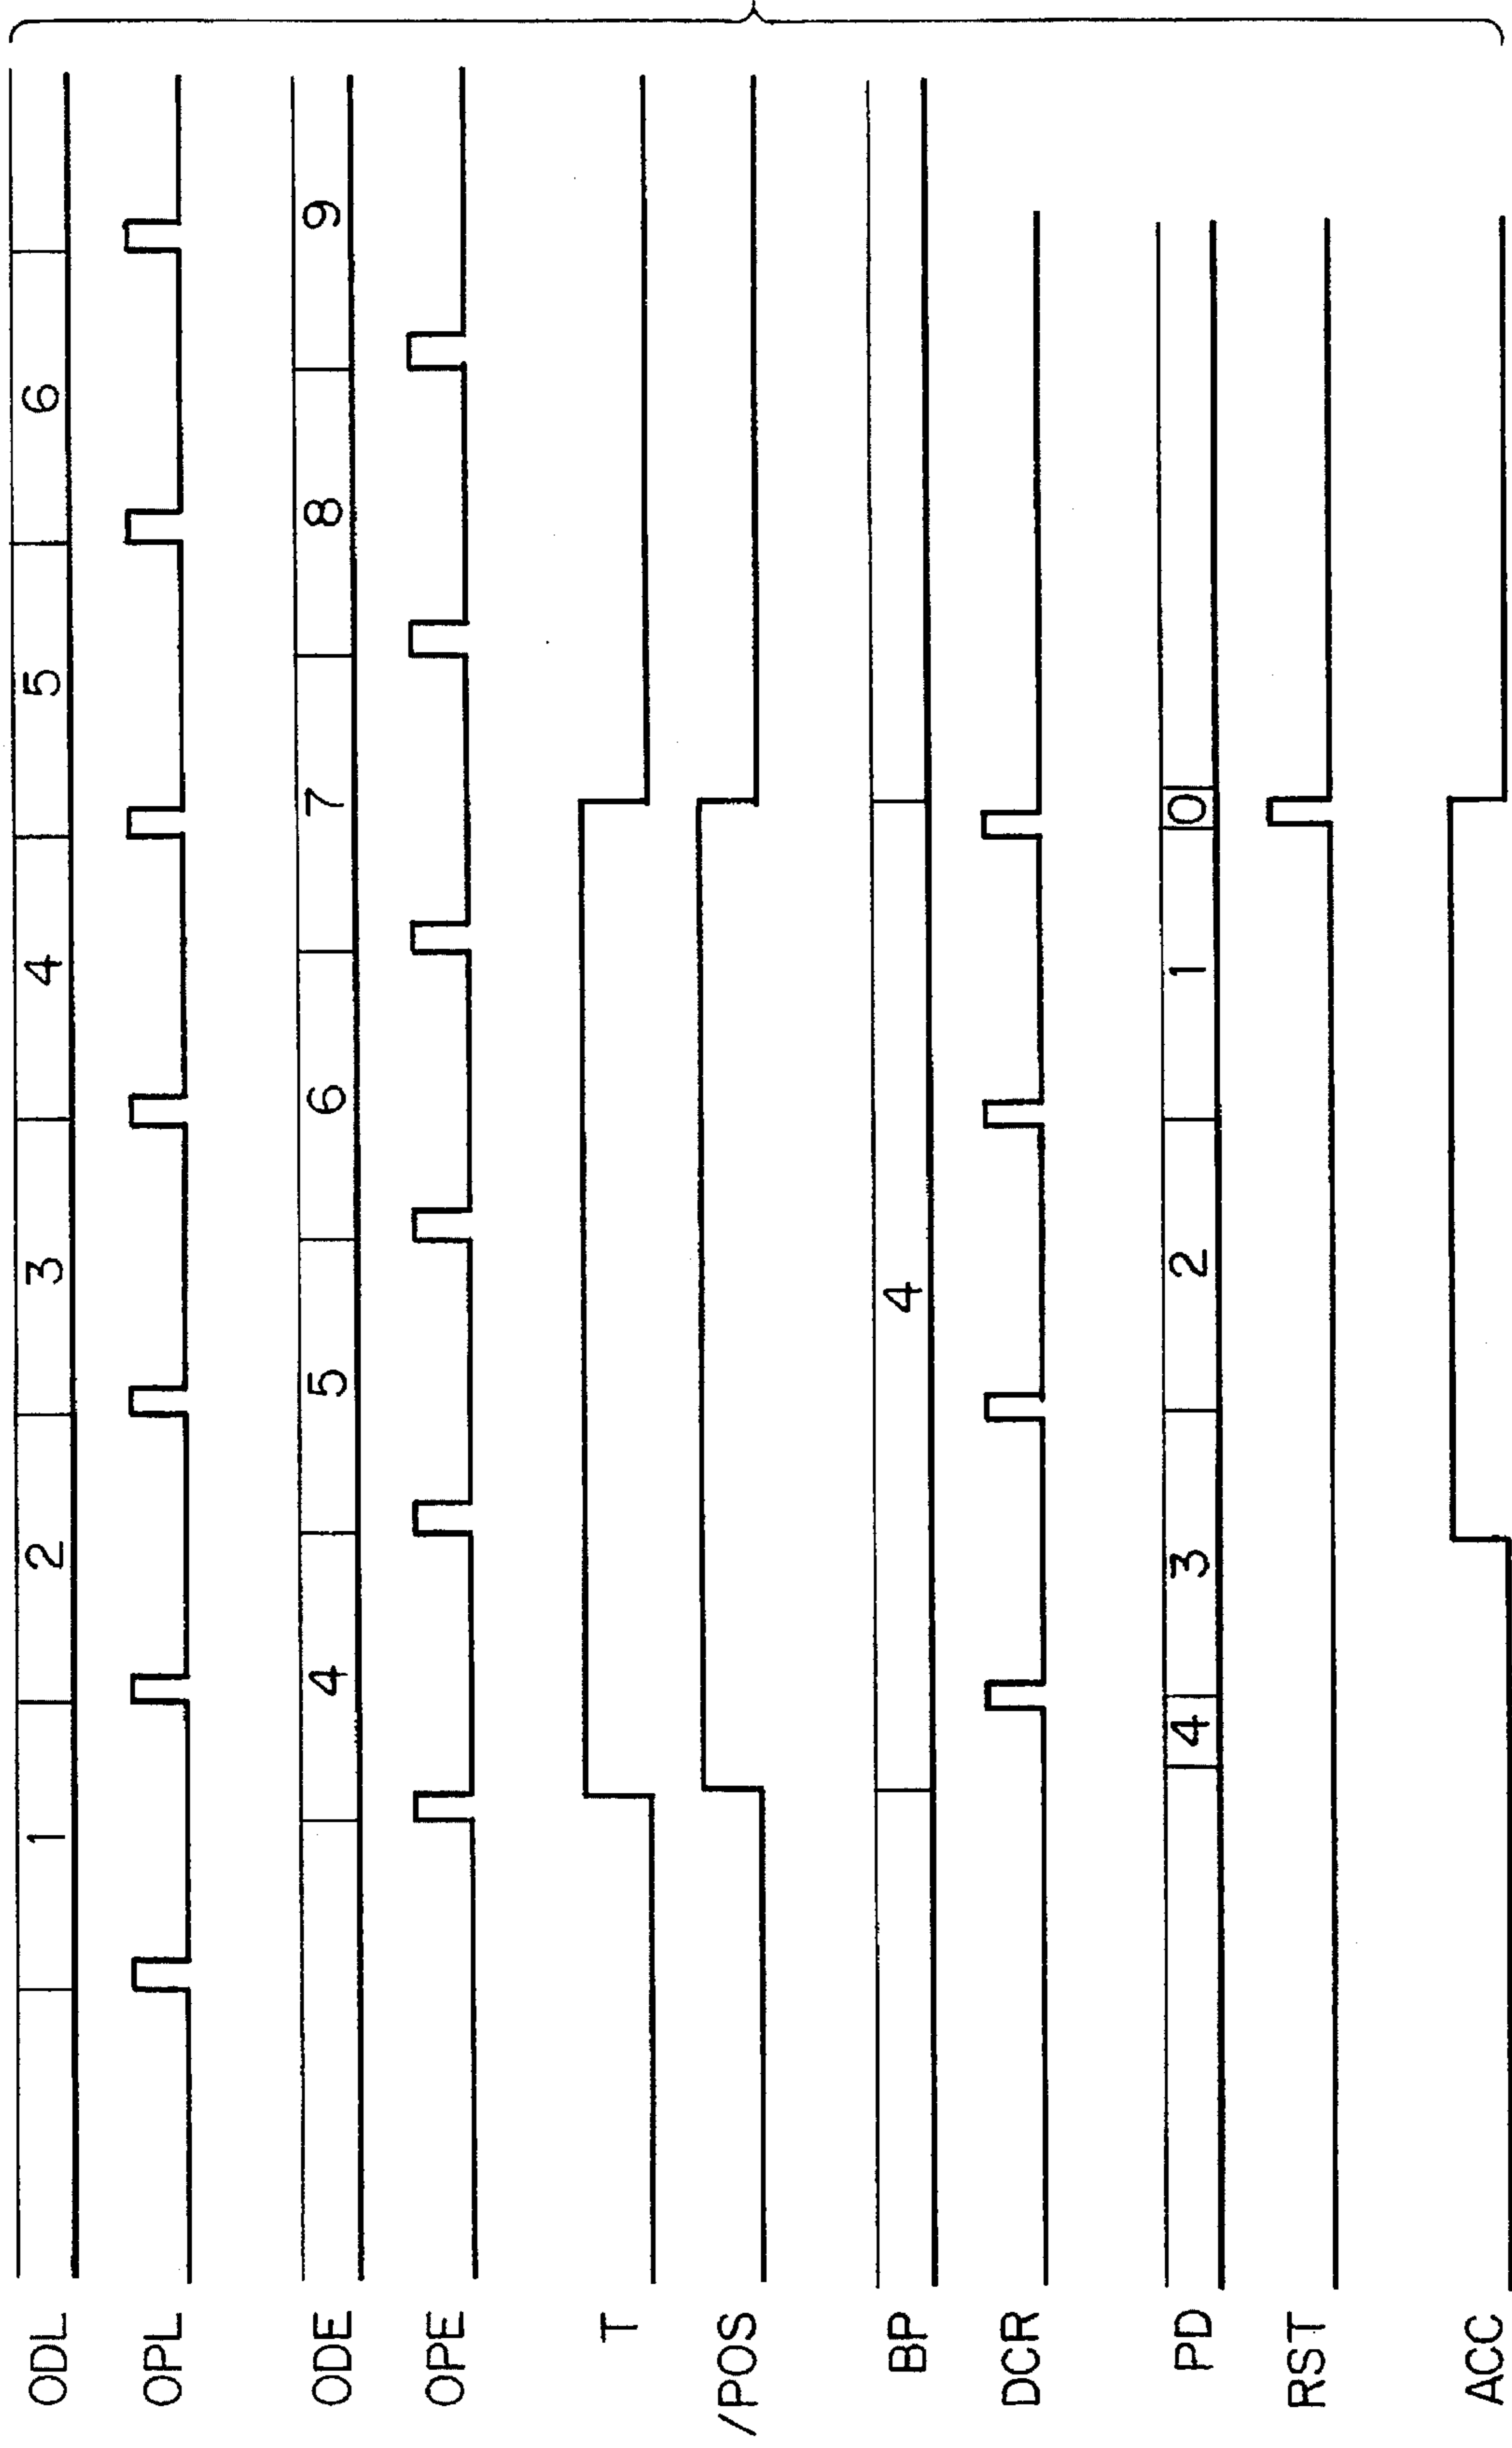 ODL 1 2 3 4 5 6
OPL
ODE 4 5 6 7 8 9
OPE
T
/POS
BP 4
DCR
PD 4 3 2 1 0
RST
ACC